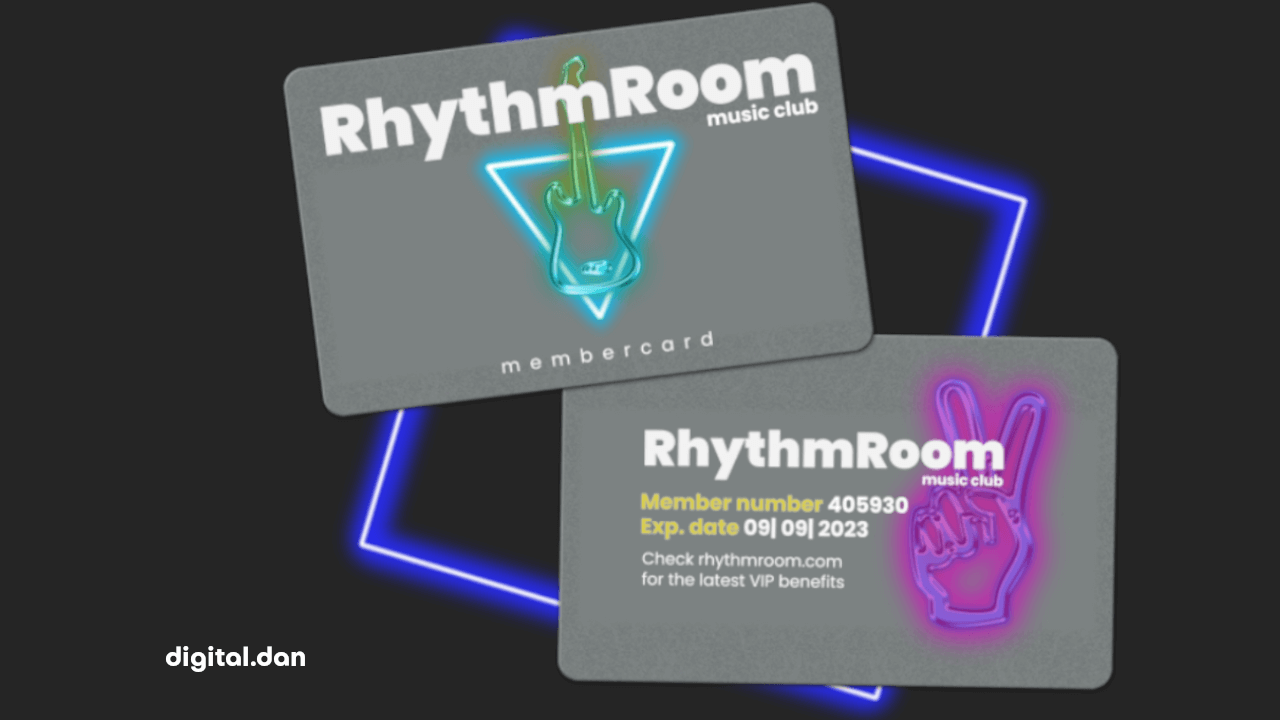 RhythmRoom
music club
membercard
RhythmRoom
music club
Member number 405930
Exp. date 09| 09| 2023
Check rhythmroom.com
for the latest VIP benefits
digital.dan